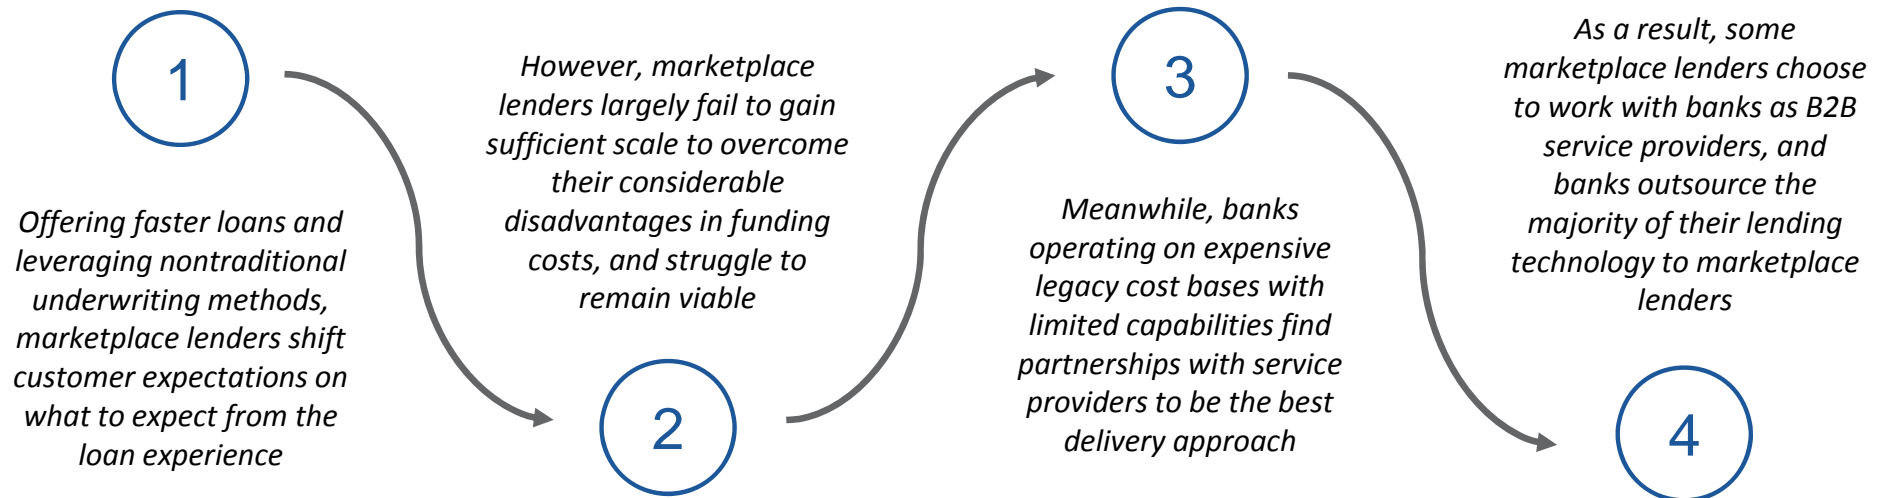 1
Offering faster loans and
leveraging nontraditional
underwriting methods,
marketplace lenders shift
customer expectations on
what to expect from the
loan experience
However, marketplace
lenders largely fail to gain
sufficient scale to overcome
their considerable
disadvantages in funding
costs, and struggle to
remain viable
2
3
Meanwhile, banks
operating on expensive
legacy cost bases with
limited capabilities find
partnerships with service
providers to be the best
delivery approach
As a result, some
marketplace lenders choose
to work with banks as B2B
service providers, and
banks outsource the
majority of their lending
technology to marketplace
lenders
4